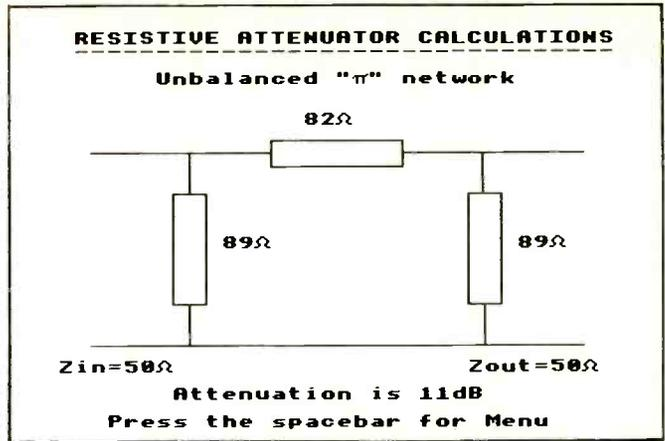 RESISTIVE ATTENUATOR CALCULATIONS
Unbalanced "π" network
82Ω
89Ω 89Ω
Zin=50Ω Zout=50Ω
Attenuation is 11dB
Press the spacebar for Menu